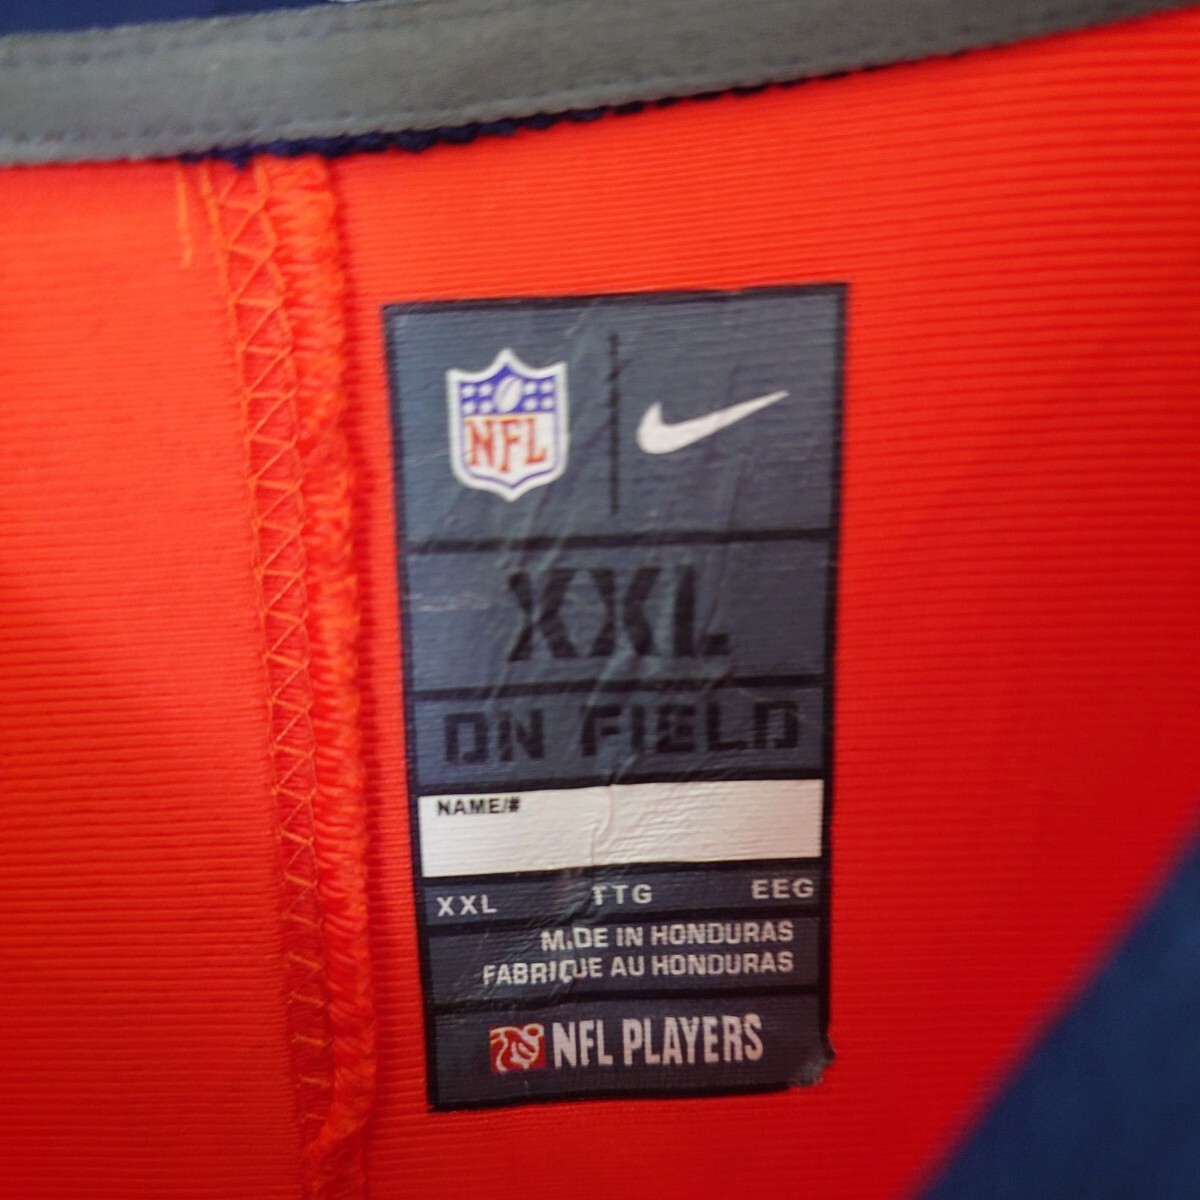 NFL
XXL
ON FIELD
NAME/#
XXL TTG EEG
MADE IN HONDURAS
FABRIQUE AU HONDURAS
NFL PLAYERS